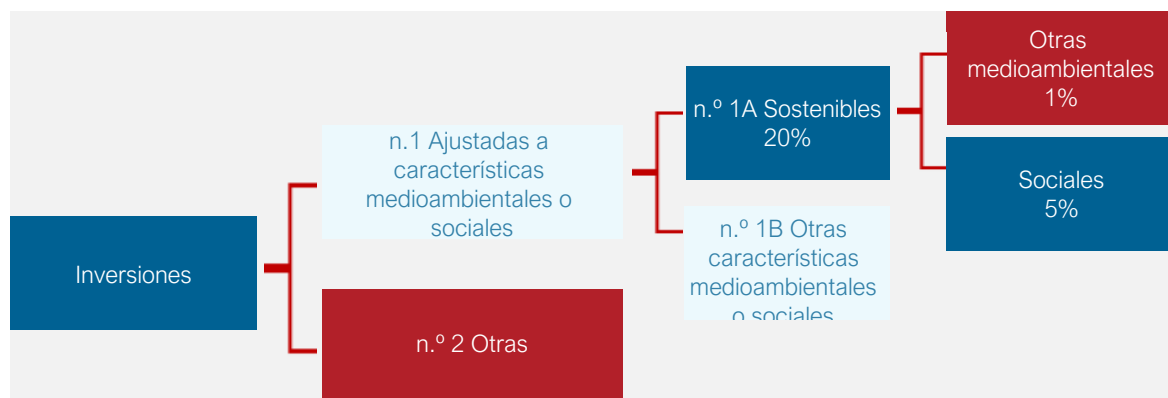 Inversiones
n.1 Ajustadas a
características
medioambientales o
sociales
n.º 2 Otras
n.º 1A Sostenibles
20%
n.º 1B Otras
características
medioambientales
o sociales
Otras
medioambientales
1%
Sociales
5%